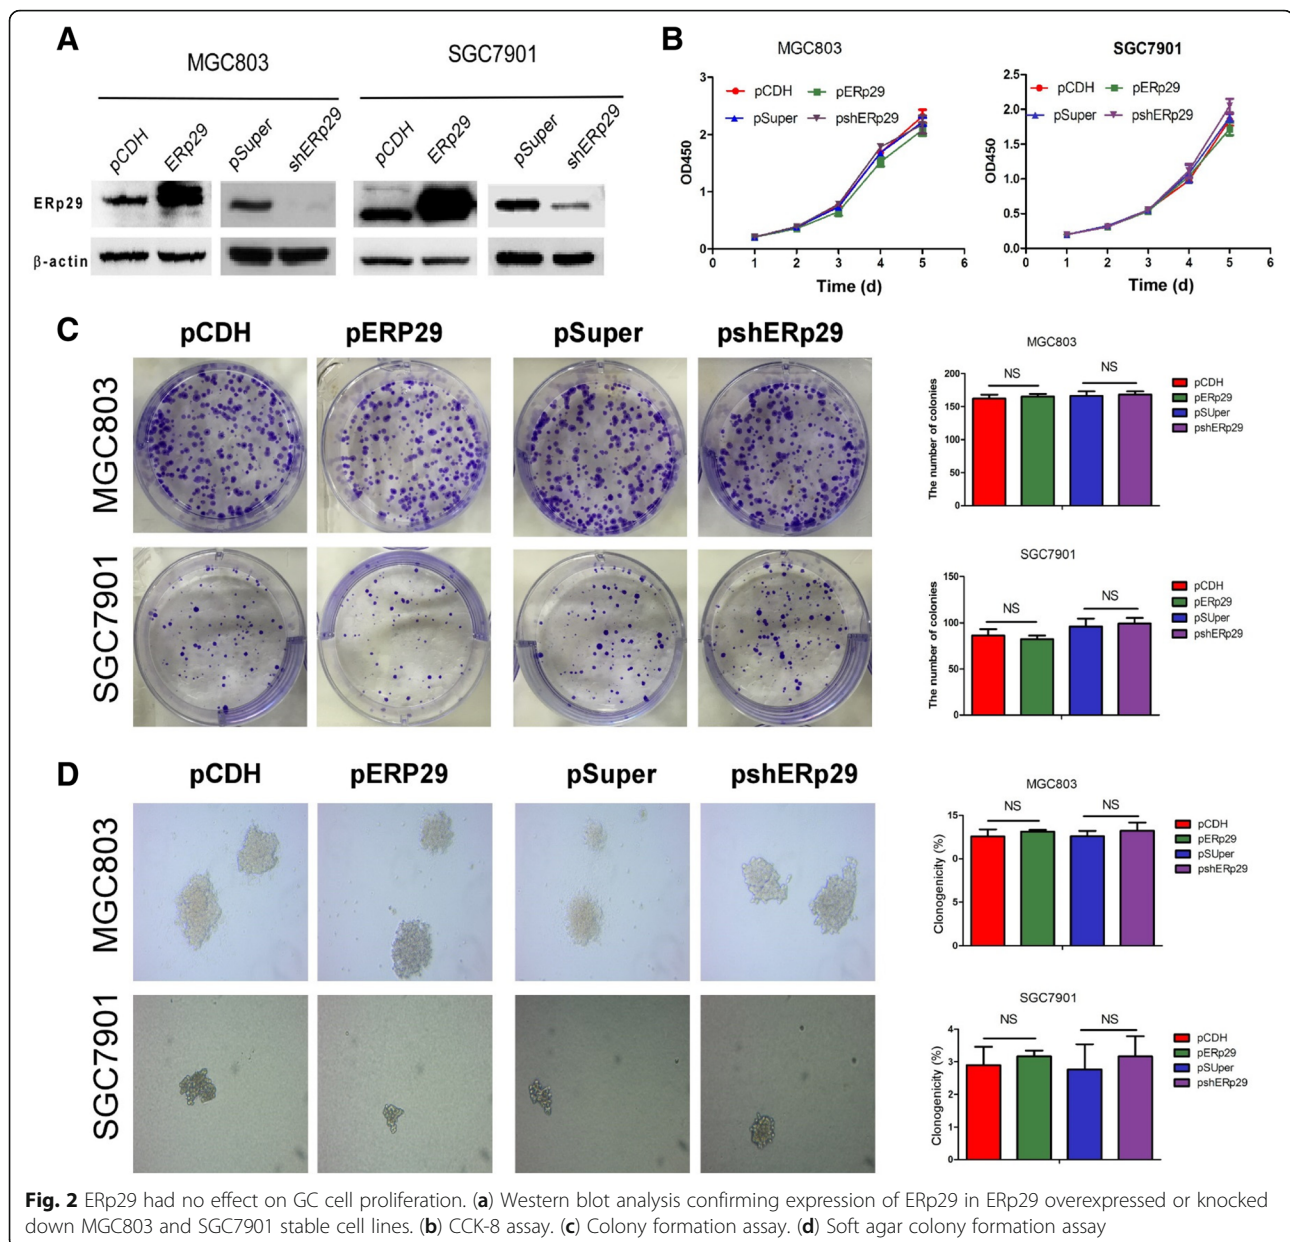 A
MGC803
SGC7901
pCDH
ERp29
pSuper
shERp29
pCDH
ERp29
pSuper
shERp29
ERp29
β-actin
B
MGC803
pCDH
pERp29
pSuper
pshERp29
OD450
3
2
1
0
0 1 2 3 4 5 6
Time (d)
SGC7901
pCDH
pERp29
pSuper
pshERp29
OD450
2.5
2.0
1.5
1.0
0.5
0.0
0 1 2 3 4 5 6
Time (d)
C
pCDH pERP29 pSuper pshERp29
MGC803
SGC7901
MGC803
NS NS
The number of colonies
200
150
100
50
0
pCDH
pERp29
pSUper
pshERp29
SGC7901
NS NS
The number of colonies
150
100
50
0
pCDH
pERp29
pSUper
pshERp29
D
pCDH pERP29 pSuper pshERp29
MGC803
SGC7901
MGC803
NS NS
Clonogenicity (%)
15
0
5
0
pCDH
pERp29
pSUper
pshERp29
SGC7901
NS NS
Clonogenicity (%)
4
3
2
1
0
pCDH
pERp29
pSUper
pshERp29
Fig. 2 ERp29 had no effect on GC cell proliferation. (a) Western blot analysis confirming expression of ERp29 in ERp29 overexpressed or knocked
down MGC803 and SGC7901 stable cell lines. (b) CCK-8 assay. (c) Colony formation assay. (d) Soft agar colony formation assay